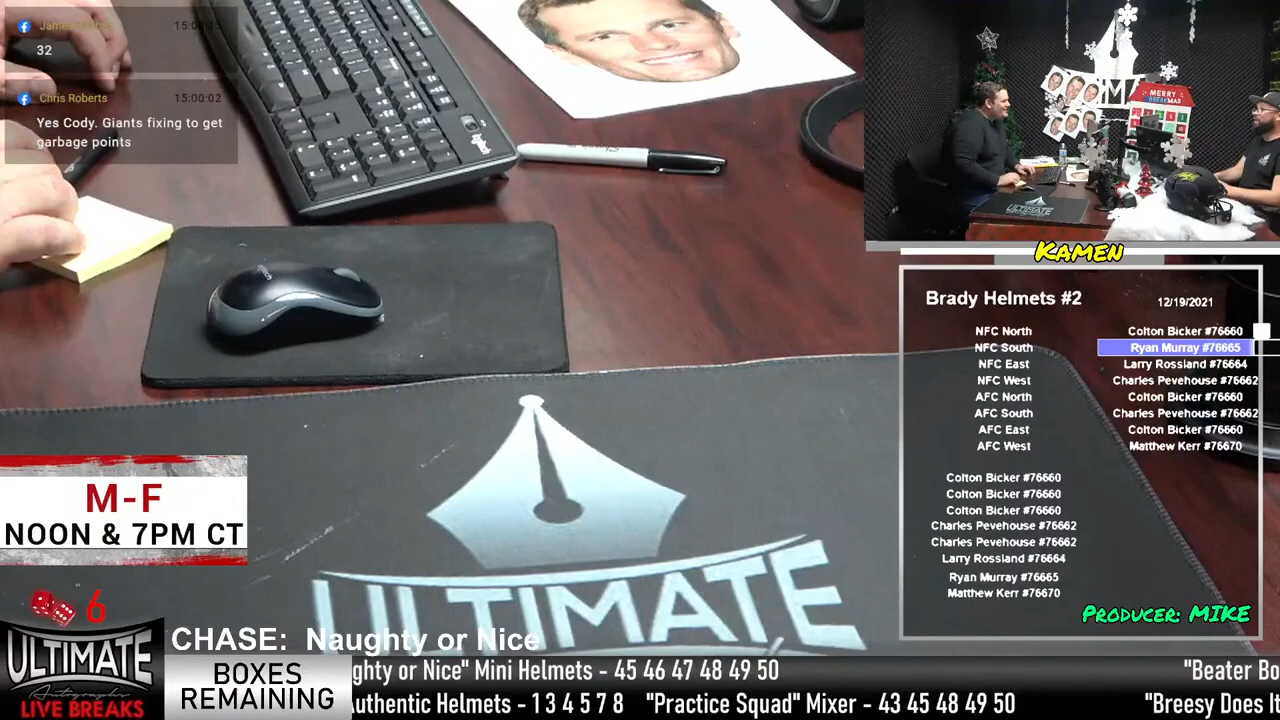 15:00:15
32
Chris Roberts 15:00:02
Yes Cody. Giants fixing to get
garbage points
MERRY
BREAKMAS
ULTIMATE
KAMEN
Brady Helmets #2 12/19/2021
NFC North Colton Bicker #76660
NFC South Ryan Murray #76665
NFC East Larry Rossland #76664
NFC West Charles Pevehouse #76662
AFC North Colton Bicker #76660
AFC South Charles Pevehouse #76662
AFC East Colton Bicker #76660
AFC West Matthew Kerr #76670
Colton Bicker #76660
Colton Bicker #76660
Colton Bicker #76660
Charles Pevehouse #76662
Charles Pevehouse #76662
Larry Rossland #76664
Ryan Murray #76665
Matthew Kerr #76670
PRODUCER: MIKE
M-F
NOON & 7PM CT
ULTIMATE
6
ULTIMATE
Autographs
LIVE BREAKS
CHASE: Naughty or Nice
BOXES
REMAINING
ghty or Nice" Mini Helmets - 45 46 47 48 49 50 "Beater Bo
uthentic Helmets - 1 3 4 5 7 8 "Practice Squad" Mixer - 43 45 48 49 50 "Breesy Does It